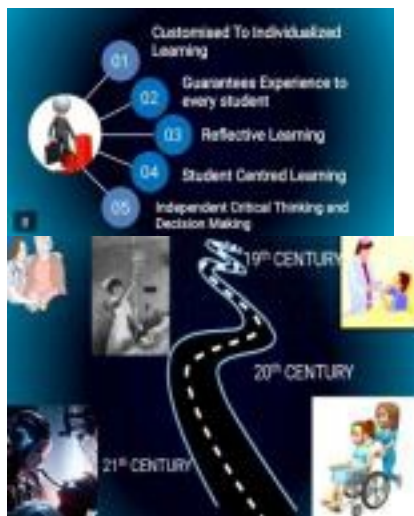 Customised To Individualized
Learning
01
02
Guarantees Experience to
every student
03
Reflective Learning
04
Student Centred Learning
05
Independent Critical Thinking and
Decision Making
19th CENTURY
20th CENTURY
21st CENTURY